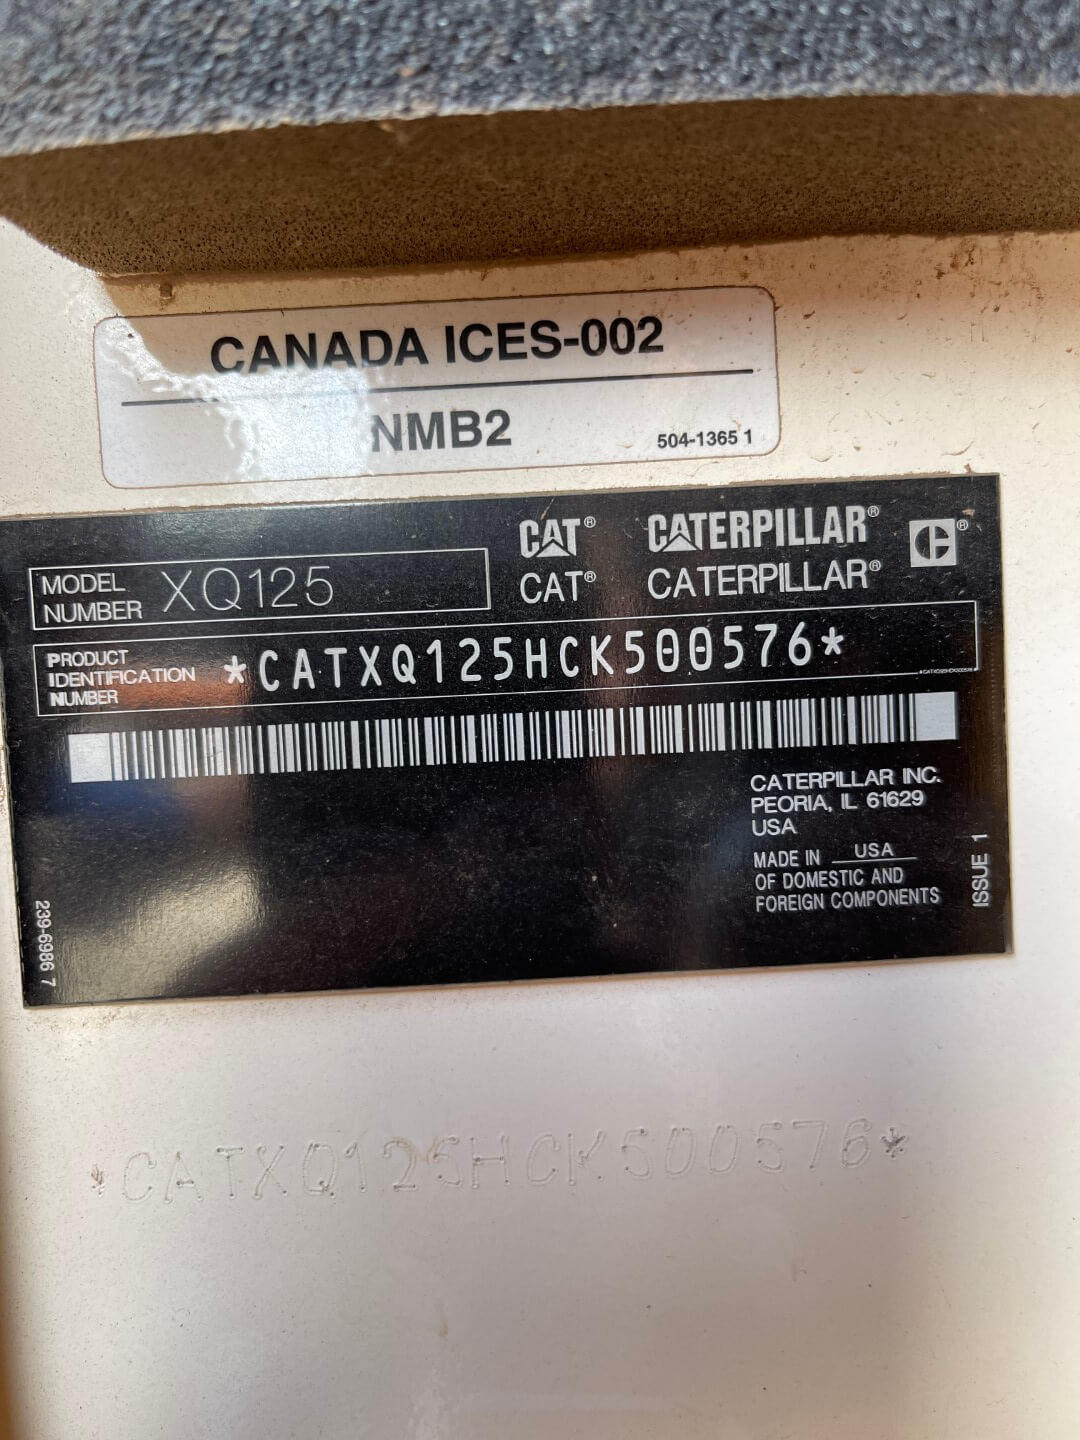 CANADA ICES-002
NMB2
504-1365 1
CAT® CATERPILLAR®
CAT® CATERPILLAR®
MODEL
NUMBER XQ125
PRODUCT
IDENTIFICATION
NUMBER
*CATXQ125HCK500576*
CATERPILLAR INC.
PEORIA, IL 61629
USA
MADE IN USA
OF DOMESTIC AND
FOREIGN COMPONENTS
ISSUE 1
239-6986 7
*CATXQ125HCK500576*